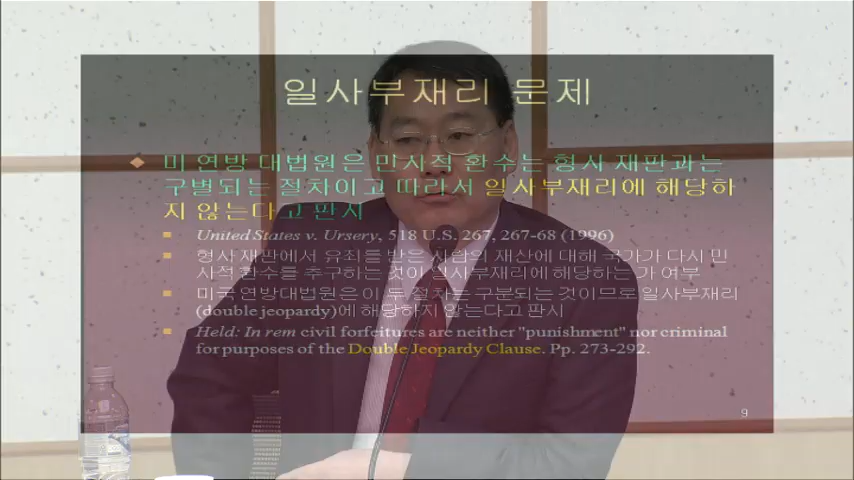 일사부재리 문제
미 연방 대법원은 민사적 환수는 형사 재판과는
구별되는 절차이고 따라서 일사부재리에 해당하
지 않는다고 판시
United States v. Ursery, 518 U.S. 267, 267-68 (1996)
형사 재판에서 유죄를 받은 사람의 재산에 대해 국가가 다시 민
사적 환수를 추구하는 것이 일사부재리에 해당하는 가 여부
미국 연방대법원은 이 두 절차는 구분되는 것이므로 일사부재리
(double jeopardy)에 해당하지 않는다고 판시
Held: In rem civil forfeitures are neither "punishment" nor criminal
for purposes of the Double Jeopardy Clause. Pp. 273-292.
9